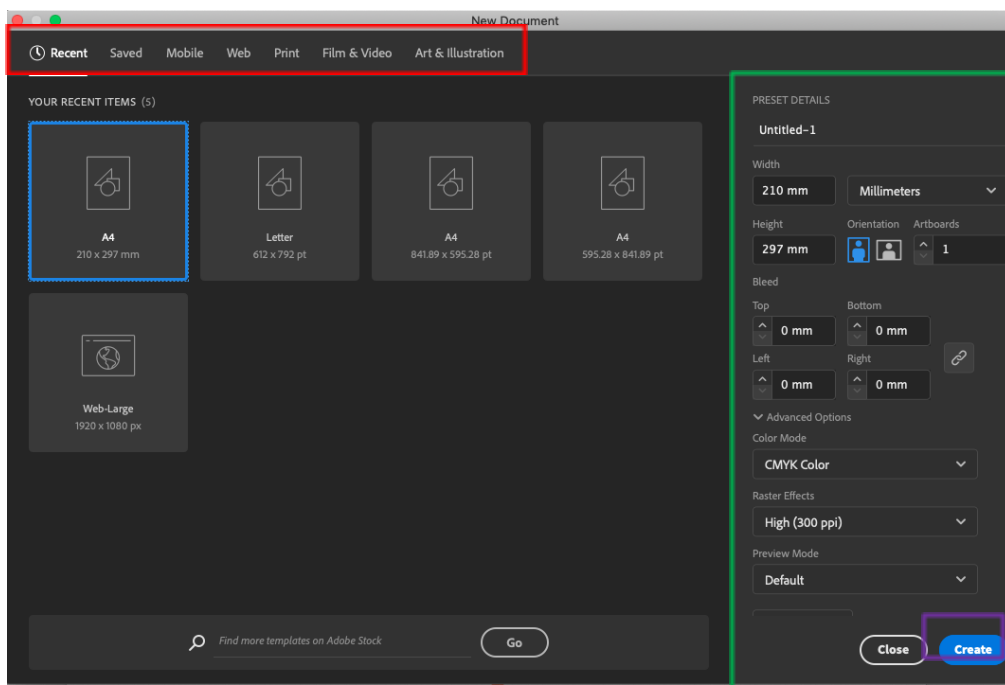 New Document
Recent Saved Mobile Web Print Film & Video Art & Illustration
YOUR RECENT ITEMS (5)
A4
210 x 297 mm
Letter
612 x 792 pt
A4
841.89 x 595.28 pt
A4
595.28 x 841.89 pt
Web-Large
1920 x 1080 px
Find more templates on Adobe Stock
Go
PRESET DETAILS
Untitled-1
Width
210 mm Millimeters
Height Orientation Artboards
297 mm 1
Bleed
Top Bottom
0 mm 0 mm
Left Right
0 mm 0 mm
Advanced Options
Color Mode
CMYK Color
Raster Effects
High (300 ppi)
Preview Mode
Default
Close Create